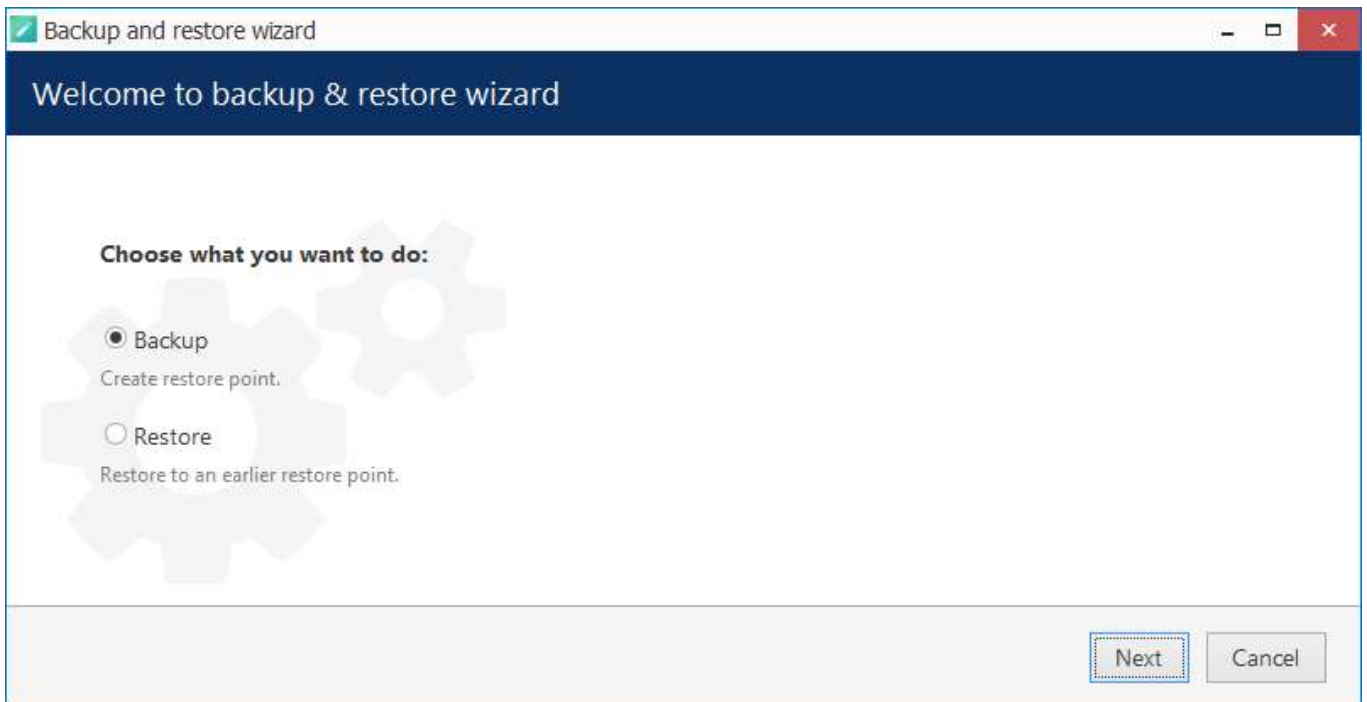 Backup and restore wizard
Welcome to backup & restore wizard
Choose what you want to do:
Backup
Create restore point.
Restore
Restore to an earlier restore point.
Next
Cancel